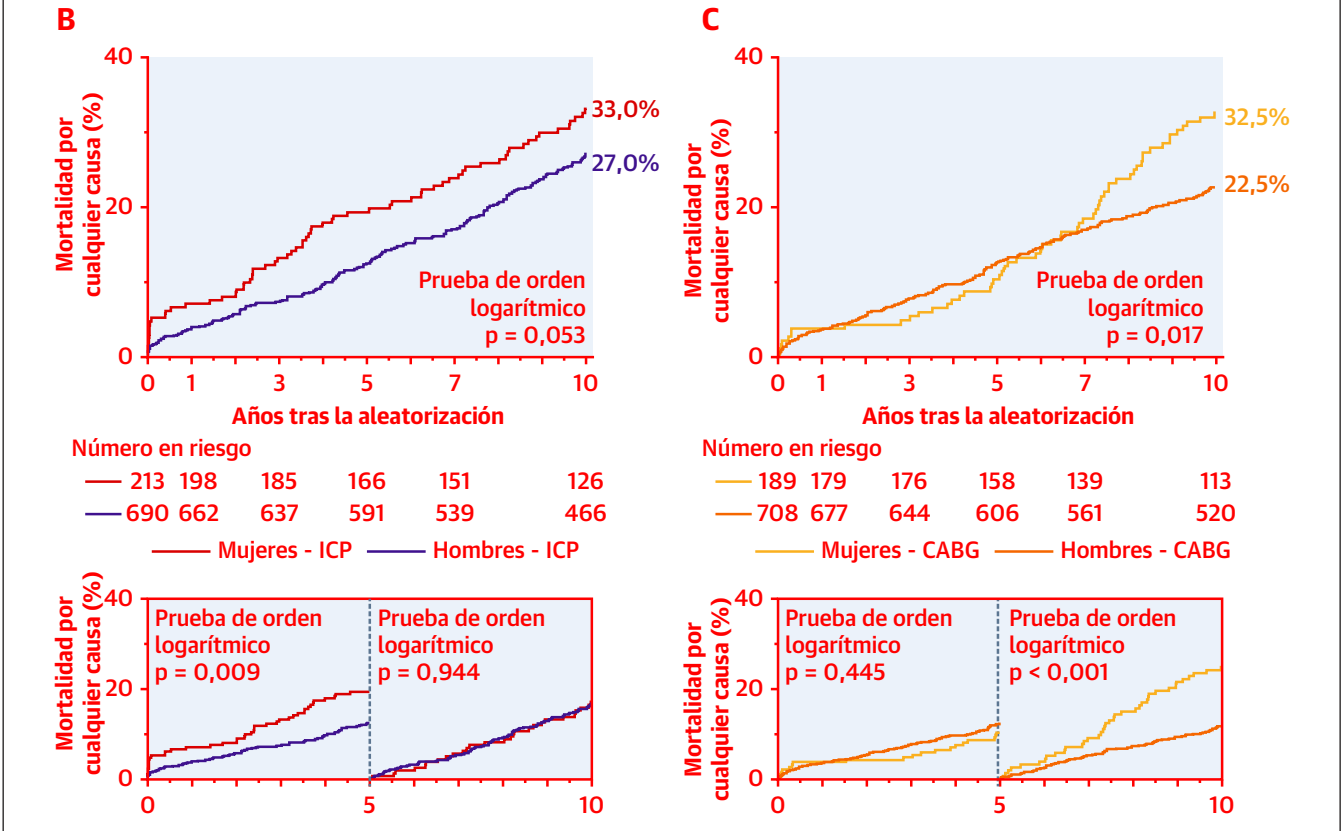 B
Mortalidad por
cualquier causa (%)
40
20
0
33,0%
27,0%
Prueba de orden
logarítmico
p = 0,053
0 1 3 5 7 10
Años tras la aleatorización
Número en riesgo
213 198 185 166 151 126
690 662 637 591 539 466
Mujeres - ICP Hombres - ICP
Mortalidad por
cualquier causa (%)
40
20
0
Prueba de orden
logarítmico
p = 0,009
Prueba de orden
logarítmico
p = 0,944
0 5 10
C
Mortalidad por
cualquier causa (%)
40
20
0
32,5%
22,5%
Prueba de orden
logarítmico
p = 0,017
0 1 3 5 7 10
Años tras la aleatorización
Número en riesgo
189 179 176 158 139 113
708 677 644 606 561 520
Mujeres - CABG Hombres - CABG
Mortalidad por
cualquier causa (%)
40
20
0
Prueba de orden
logarítmico
p = 0,445
Prueba de orden
logarítmico
p < 0,001
0 5 10